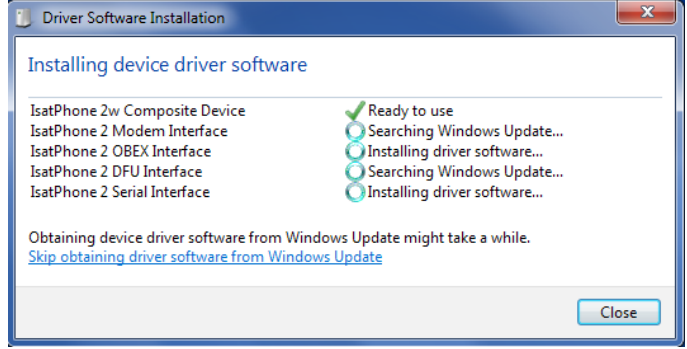 Driver Software Installation
Installing device driver software
IsatPhone 2w Composite Device Ready to use
IsatPhone 2 Modem Interface Searching Windows Update...
IsatPhone 2 OBEX Interface Installing driver software...
IsatPhone 2 DFU Interface Searching Windows Update...
IsatPhone 2 Serial Interface Installing driver software...
Obtaining device driver software from Windows Update might take a while.
Skip obtaining driver software from Windows Update
Close